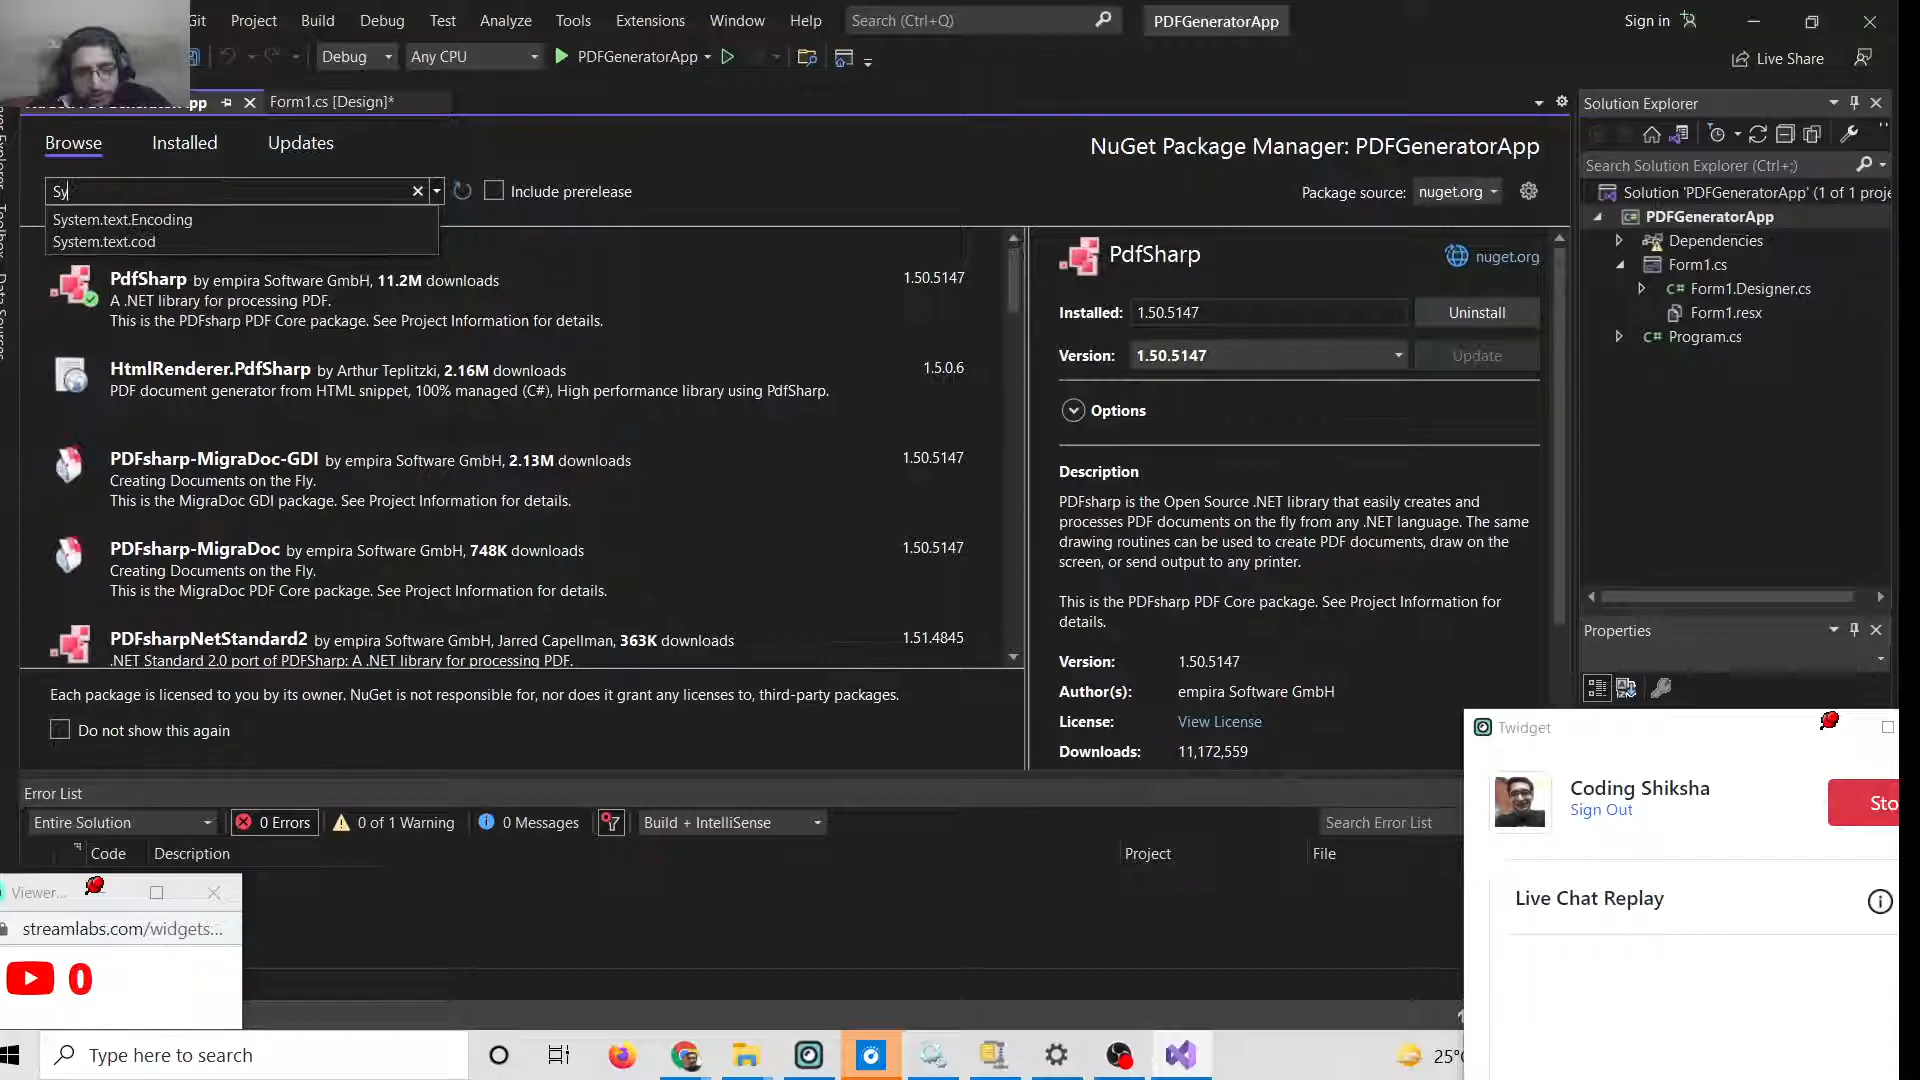 Git Project Build Debug Test Analyze Tools Extensions Window Help Search (Ctrl+Q) PDFGeneratorApp Sign in
Debug Any CPU PDFGeneratorApp Live Share
Form1.cs [Design]*
Browse Installed Updates NuGet Package Manager: PDFGeneratorApp
Sy Include prerelease Package source: nuget.org
System.text.Encoding
System.text.cod
PdfSharp by empira Software GmbH, 11.2M downloads 1.50.5147
A .NET library for processing PDF.
This is the PDFsharp PDF Core package. See Project Information for details.
HtmlRenderer.PdfSharp by Arthur Teplitzki, 2.16M downloads 1.5.0.6
PDF document generator from HTML snippet, 100% managed (C#), High performance library using PdfSharp.
PDFsharp-MigraDoc-GDI by empira Software GmbH, 2.13M downloads 1.50.5147
Creating Documents on the Fly.
This is the MigraDoc GDI package. See Project Information for details.
PDFsharp-MigraDoc by empira Software GmbH, 748K downloads 1.50.5147
Creating Documents on the Fly.
This is the MigraDoc PDF Core package. See Project Information for details.
PDFsharpNetStandard2 by empira Software GmbH, Jarred Capellman, 363K downloads 1.51.4845
.NET Standard 2.0 port of PDFSharp: A .NET library for processing PDF.
Each package is licensed to you by its owner. NuGet is not responsible for, nor does it grant any licenses to, third-party packages.
Do not show this again
PdfSharp nuget.org
Installed: 1.50.5147 Uninstall
Version: 1.50.5147 Update
Options
Description
PDFsharp is the Open Source .NET library that easily creates and
processes PDF documents on the fly from any .NET language. The same
drawing routines can be used to create PDF documents, draw on the
screen, or send output to any printer.
This is the PDFsharp PDF Core package. See Project Information for
details.
Version: 1.50.5147
Author(s): empira Software GmbH
License: View License
Downloads: 11,172,559
Solution Explorer
Search Solution Explorer (Ctrl+;)
Solution 'PDFGeneratorApp' (1 of 1 proje
PDFGeneratorApp
Dependencies
Form1.cs
C# Form1.Designer.cs
Form1.resx
C# Program.cs
Properties
Error List
Entire Solution 0 Errors 0 of 1 Warning 0 Messages Build + IntelliSense Search Error List
Code Description Project File
Twidget
Coding Shiksha
Sign Out
Sto
Live Chat Replay
Viewer...
streamlabs.com/widgets...
0
Type here to search
25°